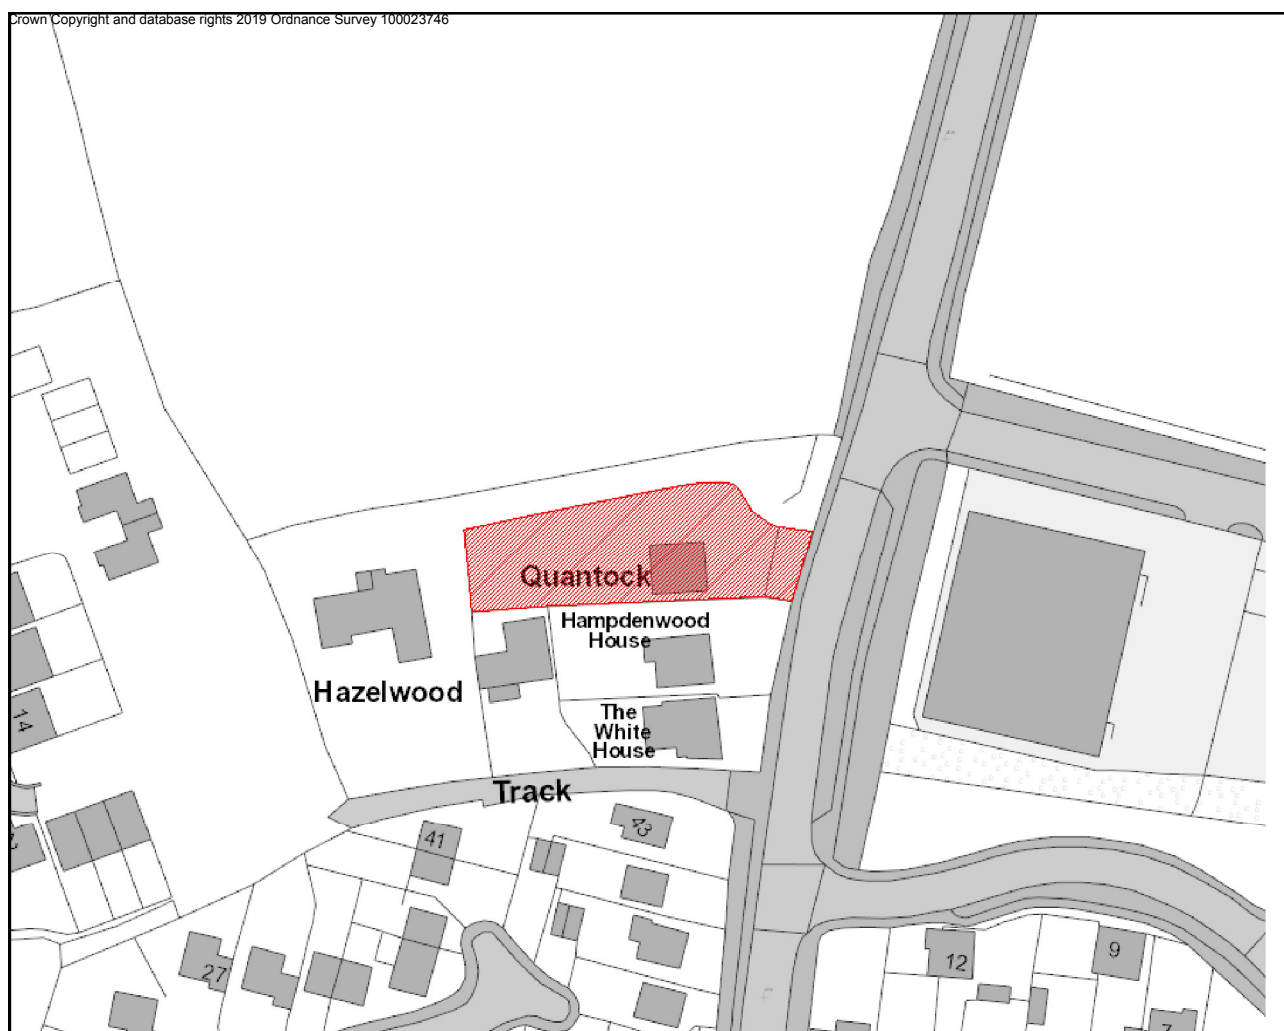 Crown Copyright and database rights 2019 Ordnance Survey 100023746
Quantock
Hampdenwood
House
Hazelwood
The
White
House
14
Track
43
41
12
9
27
7